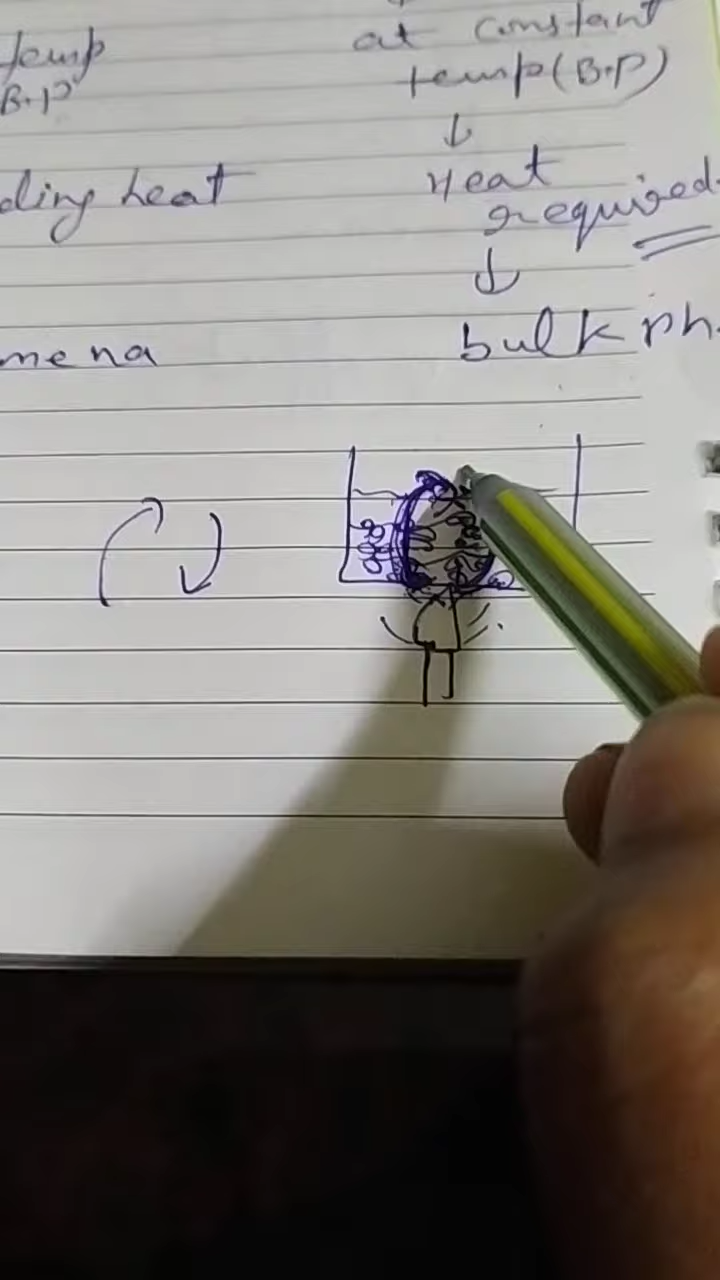 temp
B.P
ding heat
mena
at constant
temp(B.P)
↓
Heat
required
↓
bulk ph